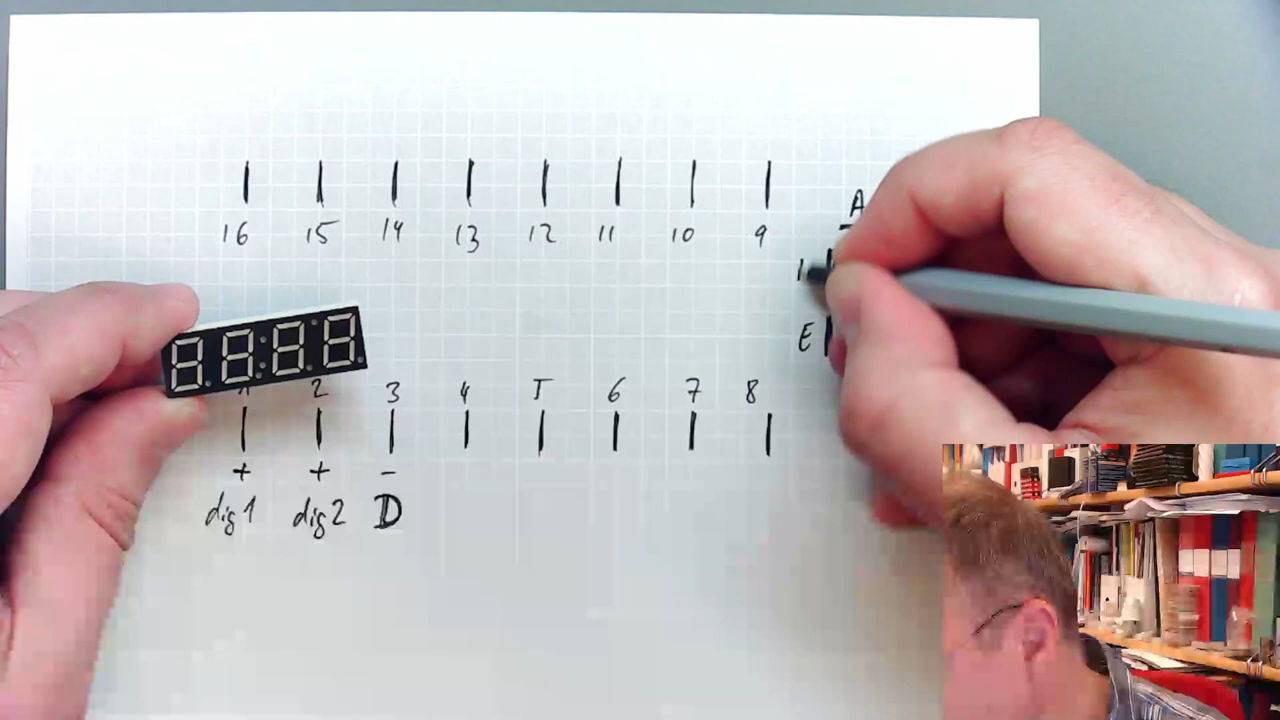 A
16 15 14 13 12 11 10 9
E
1 2 3 4 5 6 7 8
+ + -
dig 1 dig 2 D